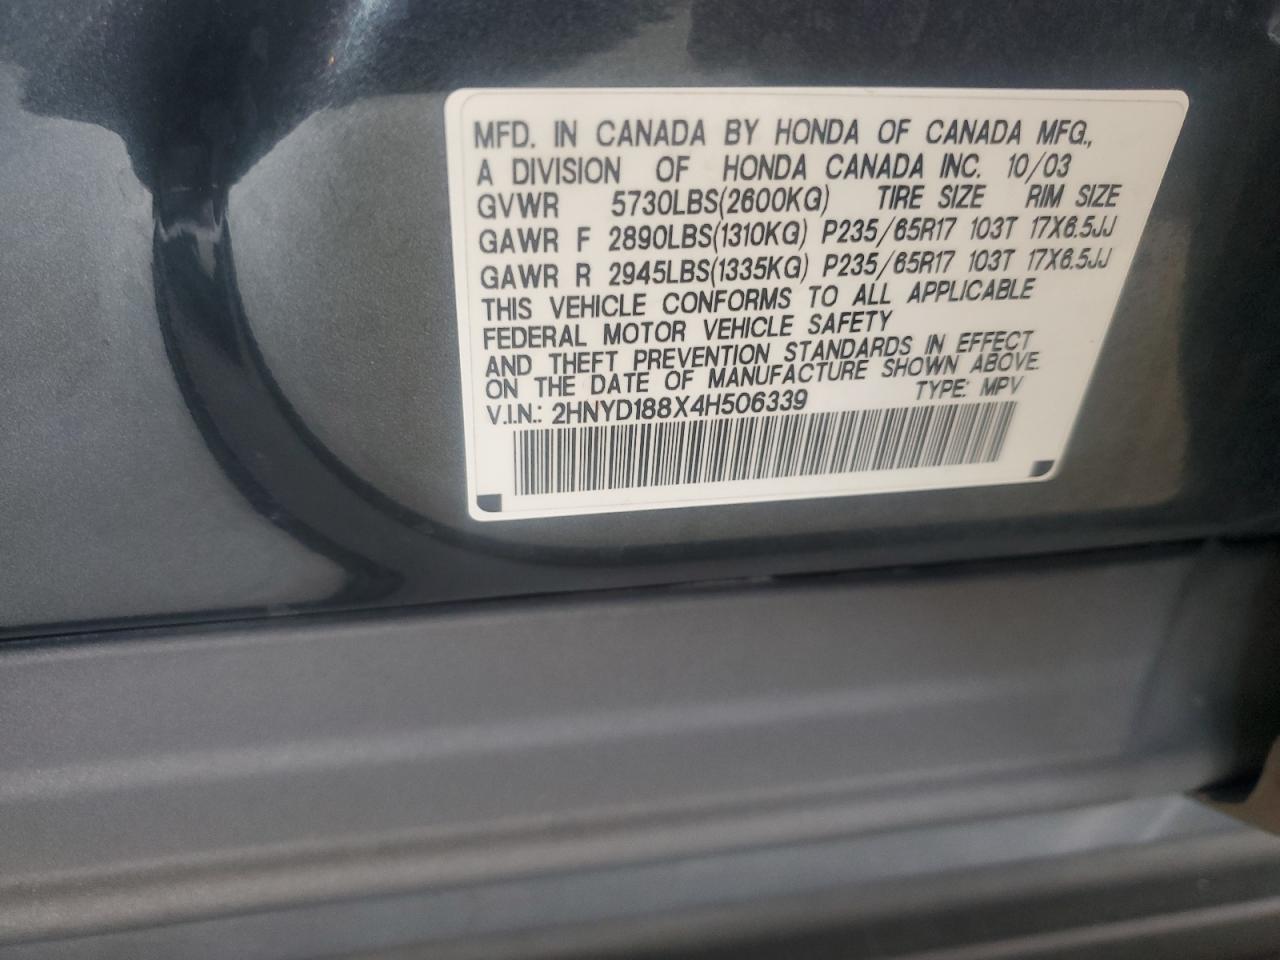 MFD. IN CANADA BY HONDA OF CANADA MFG.,
A DIVISION OF HONDA CANADA INC. 10/03
GVWR 5730LBS(2600KG) TIRE SIZE RIM SIZE
GAWR F 2890LBS(1310KG) P235/65R17 103T 17X6.5JJ
GAWR R 2945LBS(1335KG) P235/65R17 103T 17X6.5JJ
THIS VEHICLE CONFORMS TO ALL APPLICABLE
FEDERAL MOTOR VEHICLE SAFETY
AND THEFT PREVENTION STANDARDS IN EFFECT
ON THE DATE OF MANUFACTURE SHOWN ABOVE.
V.I.N.: 2HNYD188X4H506339 TYPE: MPV